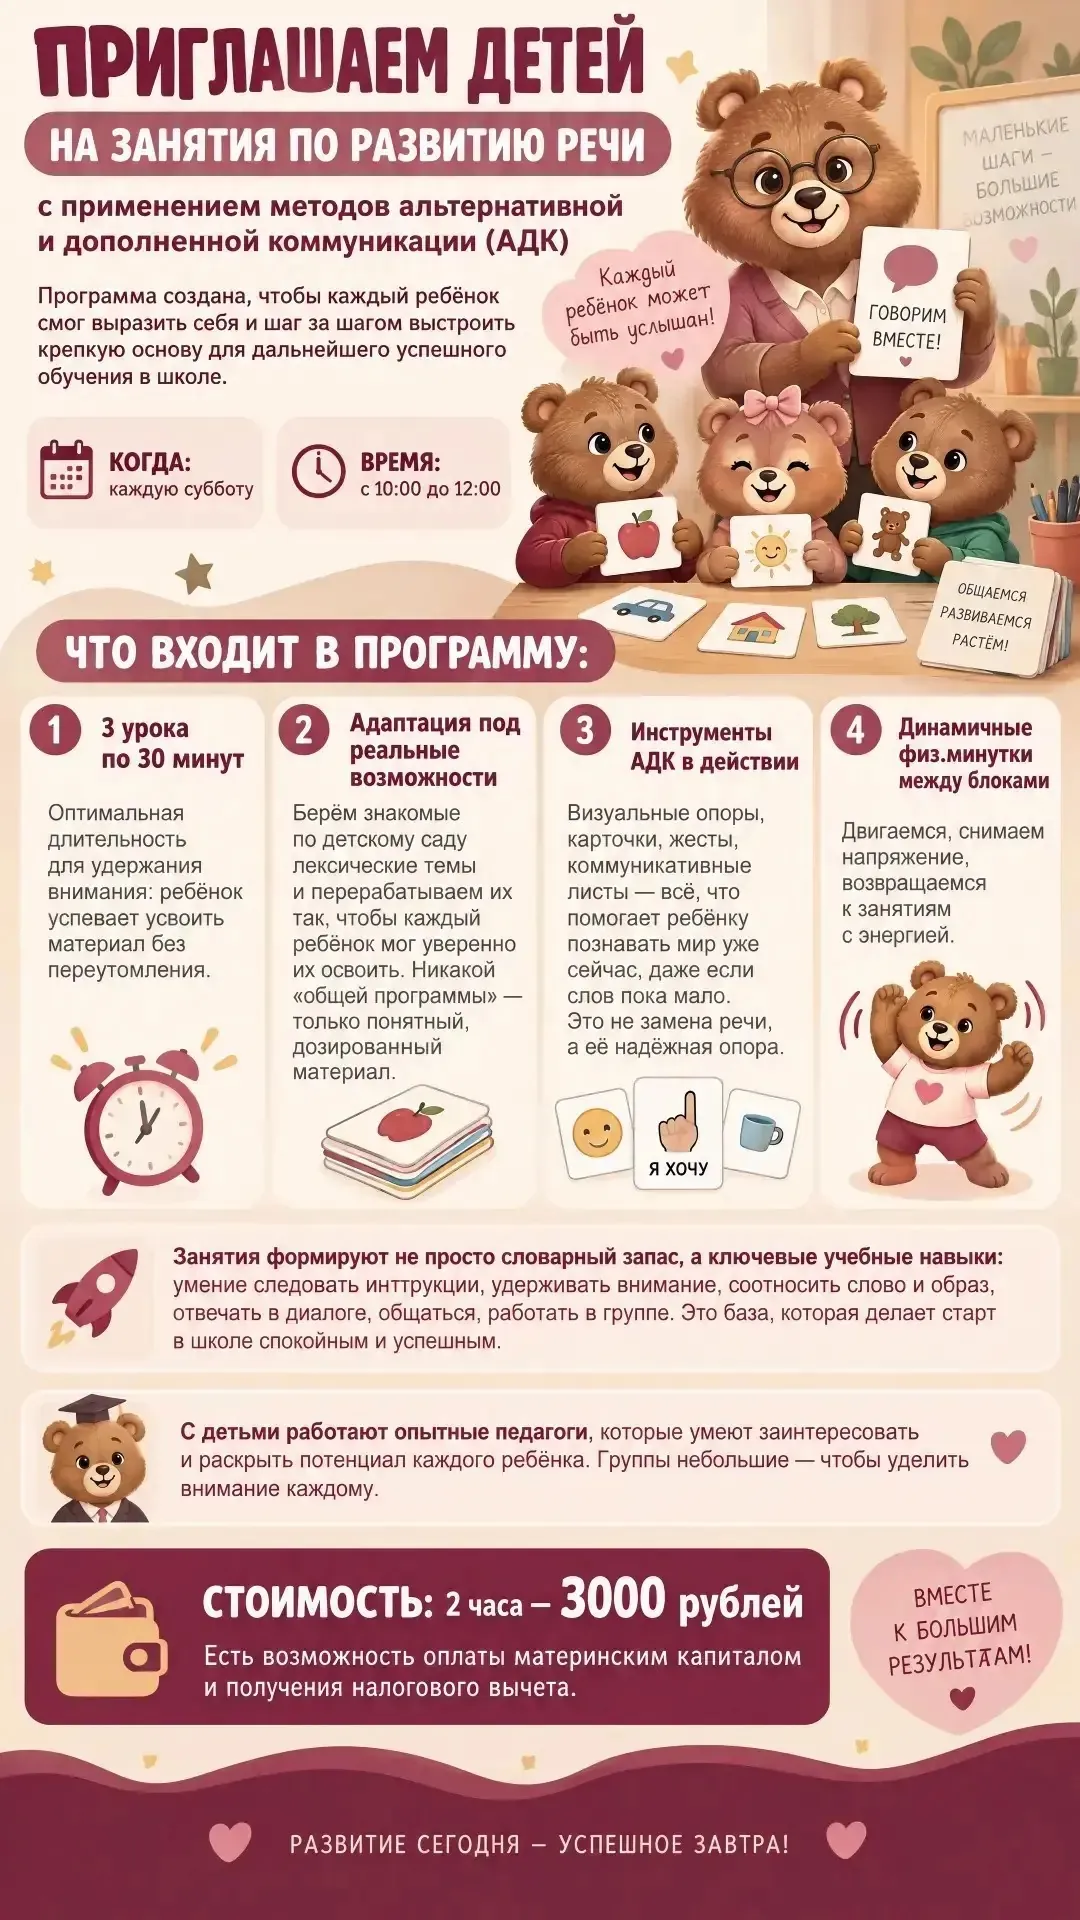 ПРИГЛАШАЕМ ДЕТЕЙ
НА ЗАНЯТИЯ ПО РАЗВИТИЮ РЕЧИ
с применением методов альтернативной
и дополненной коммуникации (АДК)
Программа создана, чтобы каждый ребёнок
смог выразить себя и шаг за шагом выстроить
крепкую основу для дальнейшего успешного
обучения в школе.
МАЛЕНЬКИЕ
ШАГИ –
БОЛЬШИЕ
ВОЗМОЖНОСТИ
Каждый
ребёнок может
быть услышан!
ГОВОРИМ
ВМЕСТЕ!
КОГДА:
каждую субботу
ВРЕМЯ:
с 10:00 до 12:00
ОБЩАЕМСЯ
РАЗВИВАЕМСЯ
РАСТЁМ!
ЧТО ВХОДИТ В ПРОГРАММУ:
1
3 урока
по 30 минут
Оптимальная
длительность
для удержания
внимания: ребёнок
успевает усвоить
материал без
переутомления.
2
Адаптация под
реальные
возможности
Берём знакомые
по детскому саду
лексические темы
и перерабатываем их
так, чтобы каждый
ребёнок мог уверенно
их освоить. Никакой
«общей программы» —
только понятный,
дозированный
материал.
3
Инструменты
АДК в действии
Визуальные опоры,
карточки, жесты,
коммуникативные
листы — всё, что
помогает ребёнку
познавать мир уже
сейчас, даже если
слов пока мало.
Это не замена речи,
а её надёжная опора.
Я ХОЧУ
4
Динамичные
физ.минутки
между блоками
Двигаемся, снимаем
напряжение,
возвращаемся
к занятиям
с энергией.
Занятия формируют не просто словарный запас, а ключевые учебные навыки:
умение следовать инттрукции, удерживать внимание, соотносить слово и образ,
отвечать в диалоге, общаться, работать в группе. Это база, которая делает старт
в школе спокойным и успешным.
С детьми работают опытные педагоги, которые умеют заинтересовать
и раскрыть потенциал каждого ребёнка. Группы небольшие — чтобы уделить
внимание каждому.
СТОИМОСТЬ: 2 часа – 3000 рублей
Есть возможность оплаты материнским капиталом
и получения налогового вычета.
ВМЕСТЕ
К БОЛЬШИМ
РЕЗУЛЬТАТАМ!
РАЗВИТИЕ СЕГОДНЯ – УСПЕШНОЕ ЗАВТРА!